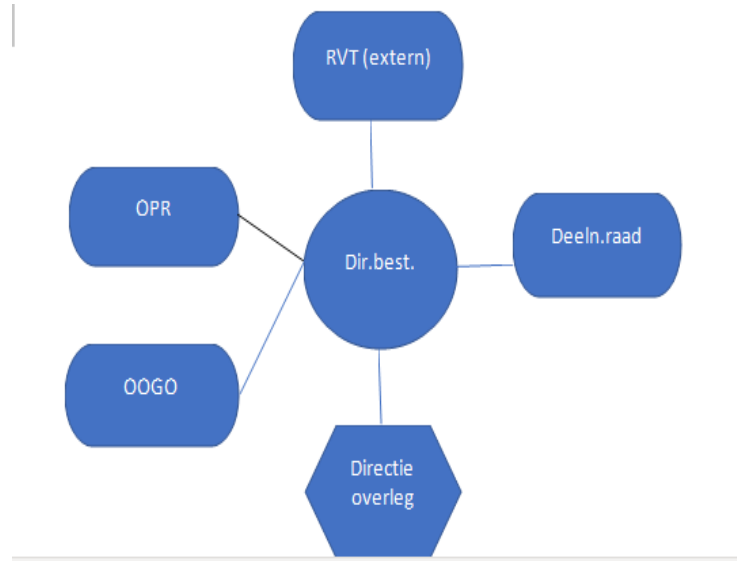 RVT (extern)
OPR
Deeln.raad
Dir.best.
OOGO
Directie
overleg